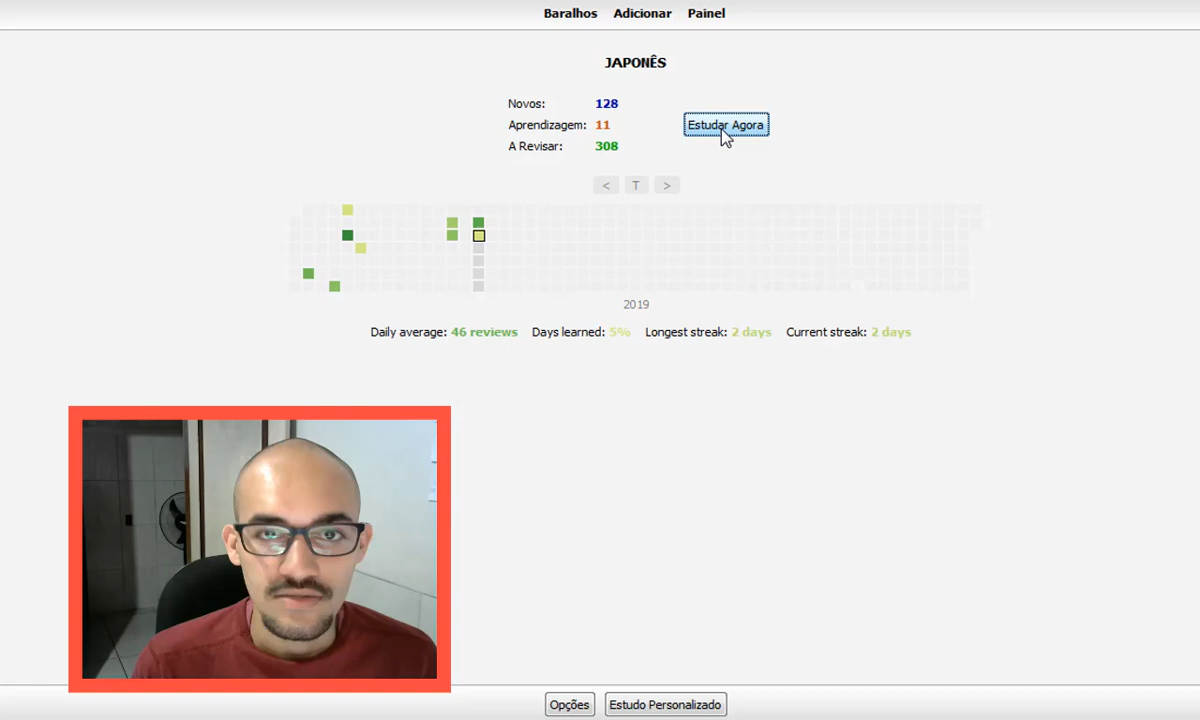 Baralhos Adicionar Painel
JAPONÊS
Novos: 128
Aprendizagem: 11
Estudar Agora
A Revisar: 308
< T >
2019
Daily average: 46 reviews Days learned: 5% Longest streak: 2 days Current streak: 2 days
Opções Estudo Personalizado